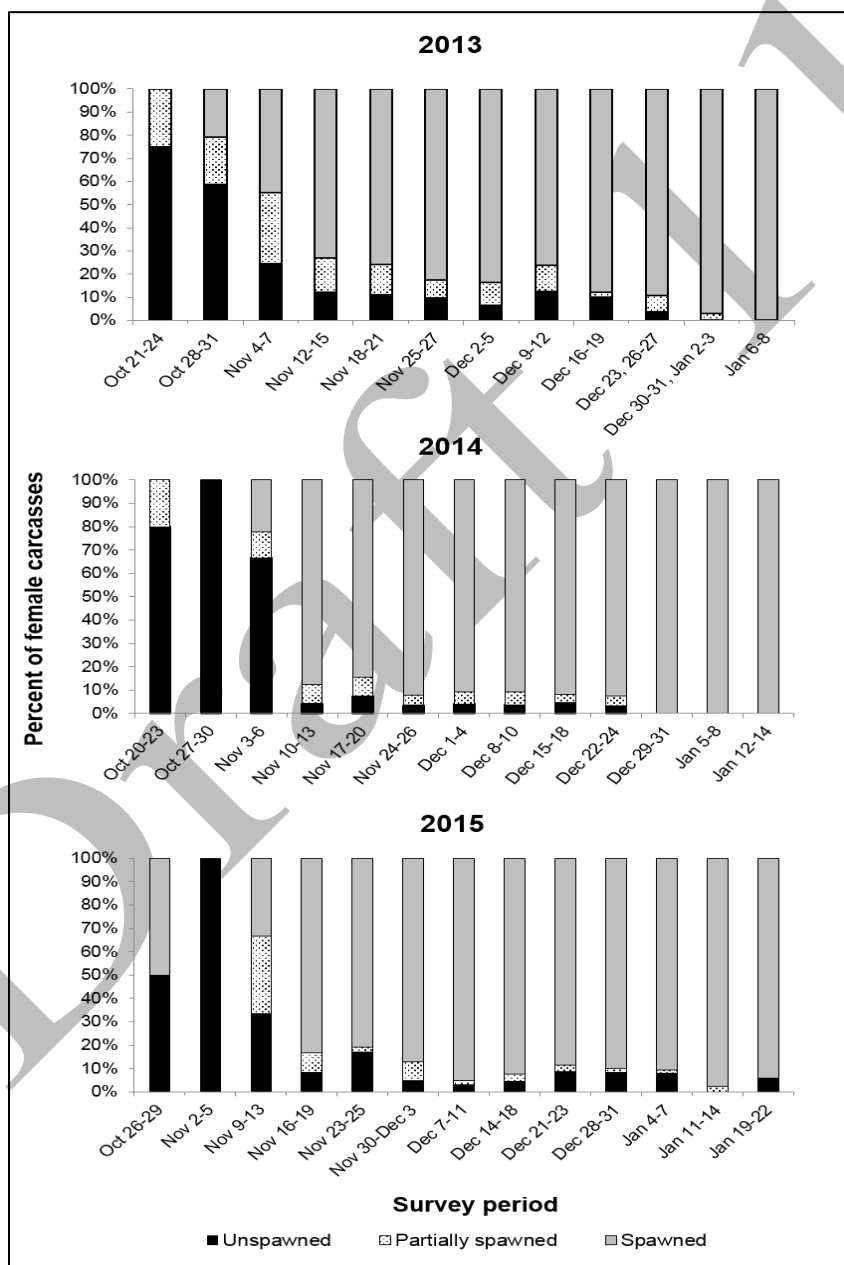 2013
100%
90%
80%
70%
60%
50%
40%
30%
20%
10%
0%
Oct 21-24
Oct 28-31
Nov 4-7
Nov 12-15
Nov 18-21
Nov 25-27
Dec 2-5
Dec 9-12
Dec 16-19
Dec 23, 26-27
Dec 30-31, Jan 2-3
Jan 6-8
Percent of female carcasses
2014
100%
90%
80%
70%
60%
50%
40%
30%
20%
10%
0%
Oct 20-23
Oct 27-30
Nov 3-6
Nov 10-13
Nov 17-20
Nov 24-26
Dec 1-4
Dec 8-10
Dec 15-18
Dec 22-24
Dec 29-31
Jan 5-8
Jan 12-14
2015
100%
90%
80%
70%
60%
50%
40%
30%
20%
10%
0%
Oct 26-29
Nov 2-5
Nov 9-13
Nov 16-19
Nov 23-25
Nov 30-Dec 3
Dec 7-11
Dec 14-18
Dec 21-23
Dec 28-31
Jan 4-7
Jan 11-14
Jan 19-22
Survey period
Unspawned Partially spawned Spawned
Draft